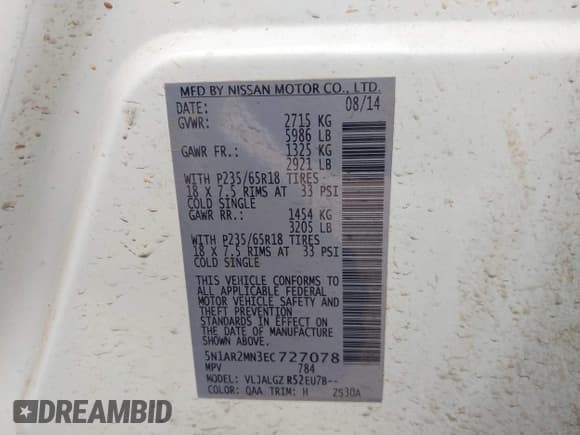 MFD BY NISSAN MOTOR CO., LTD.
DATE: 08/14
GVWR: 2715 KG
5986 LB
GAWR FR.: 1325 KG
2921 LB
WITH P235/65R18 TIRES
18 X 7.5 RIMS AT 33 PSI
COLD SINGLE
GAWR RR.: 1454 KG
3205 LB
WITH P235/65R18 TIRES
18 X 7.5 RIMS AT 33 PSI
COLD SINGLE
THIS VEHICLE CONFORMS TO
ALL APPLICABLE FEDERAL
MOTOR VEHICLE SAFETY AND
THEFT PREVENTION
STANDARDS IN EFFECT ON
THE DATE OF MANUFACTURE
SHOWN ABOVE.
5N1AR2MN3EC727078
MPV 784
MODEL: VLJALGZ R52EU7B--
COLOR: QAA TRIM: H 2530A